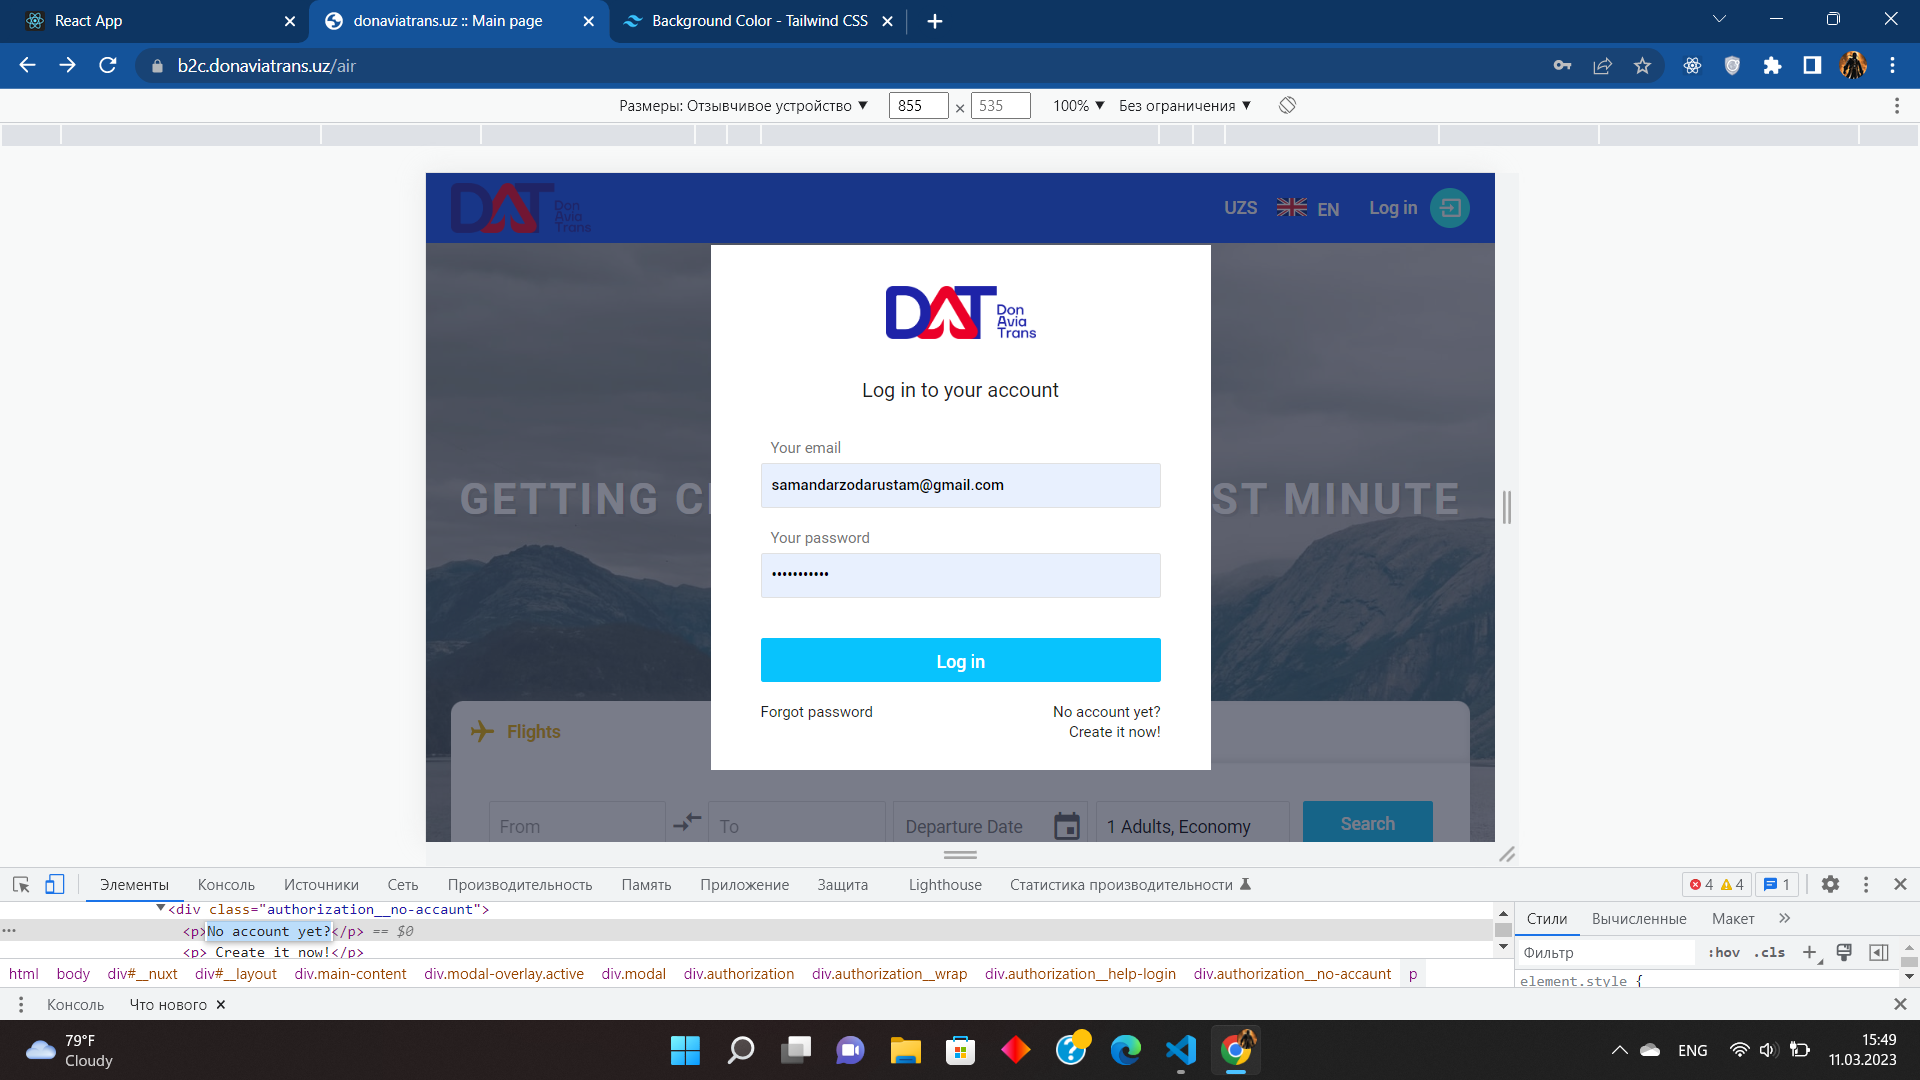 React App
donaviatrans.uz :: Main page
Background Color - Tailwind CSS
b2c.donaviatrans.uz/air
Размеры: Отзывчивое устройство ▼ 855 × 535 100% ▼ Без ограничения ▼
DAT Don
Avia
Trans
UZS EN Log in
DAT Don
Avia
Trans
Log in to your account
Your email
samandarzodarustam@gmail.com
GETTING C ST MINUTE
Your password
•••••••••••
Log in
Forgot password
No account yet?
Create it now!
Flights
From To Departure Date 1 Adults, Economy Search
Элементы Консоль Источники Сеть Производительность Память Приложение Защита Lighthouse Статистика производительности 4 4 1
<div class="authorization__no-accaunt">
<p>No account yet?</p> == $0
<p> Create it now!</p>
html body div#__nuxt div#__layout div.main-content div.modal-overlay.active div.modal div.authorization div.authorization__wrap div.authorization__help-login div.authorization__no-accaunt p
Стили Вычисленные Макет »
Фильтр :hov .cls +
element.style {
Консоль Что нового
79°F
Cloudy
ENG
15:49
11.03.2023